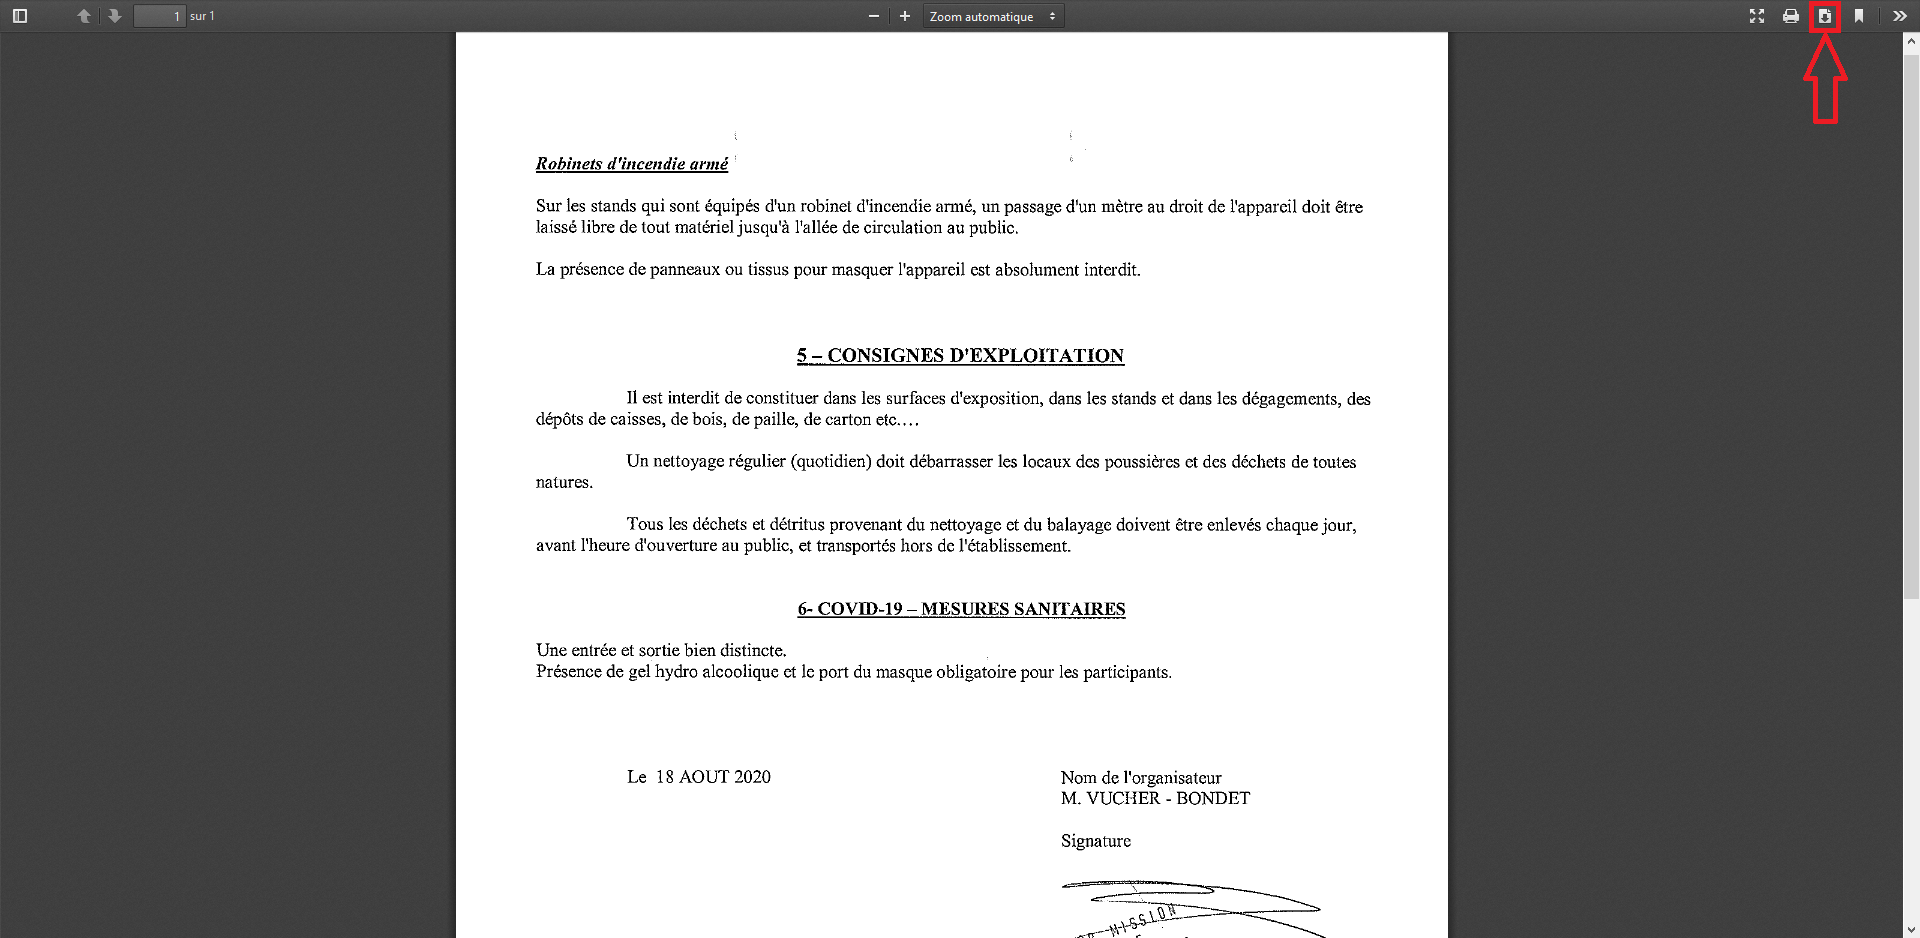 1 sur 1
Zoom automatique
Robinets d'incendie armé
Sur les stands qui sont équipés d'un robinet d'incendie armé, un passage d'un mètre au droit de l'appareil doit être
laissé libre de tout matériel jusqu'à l'allée de circulation au public.
La présence de panneaux ou tissus pour masquer l'appareil est absolument interdit.
5 – CONSIGNES D'EXPLOITATION
Il est interdit de constituer dans les surfaces d'exposition, dans les stands et dans les dégagements, des
dépôts de caisses, de bois, de paille, de carton etc....
Un nettoyage régulier (quotidien) doit débarrasser les locaux des poussières et des déchets de toutes
natures.
Tous les déchets et détritus provenant du nettoyage et du balayage doivent être enlevés chaque jour,
avant l'heure d'ouverture au public, et transportés hors de l'établissement.
6- COVID-19 – MESURES SANITAIRES
Une entrée et sortie bien distincte.
Présence de gel hydro alcoolique et le port du masque obligatoire pour les participants.
Le 18 AOUT 2020
Nom de l'organisateur
M. VUCHER - BONDET
Signature
MISSION